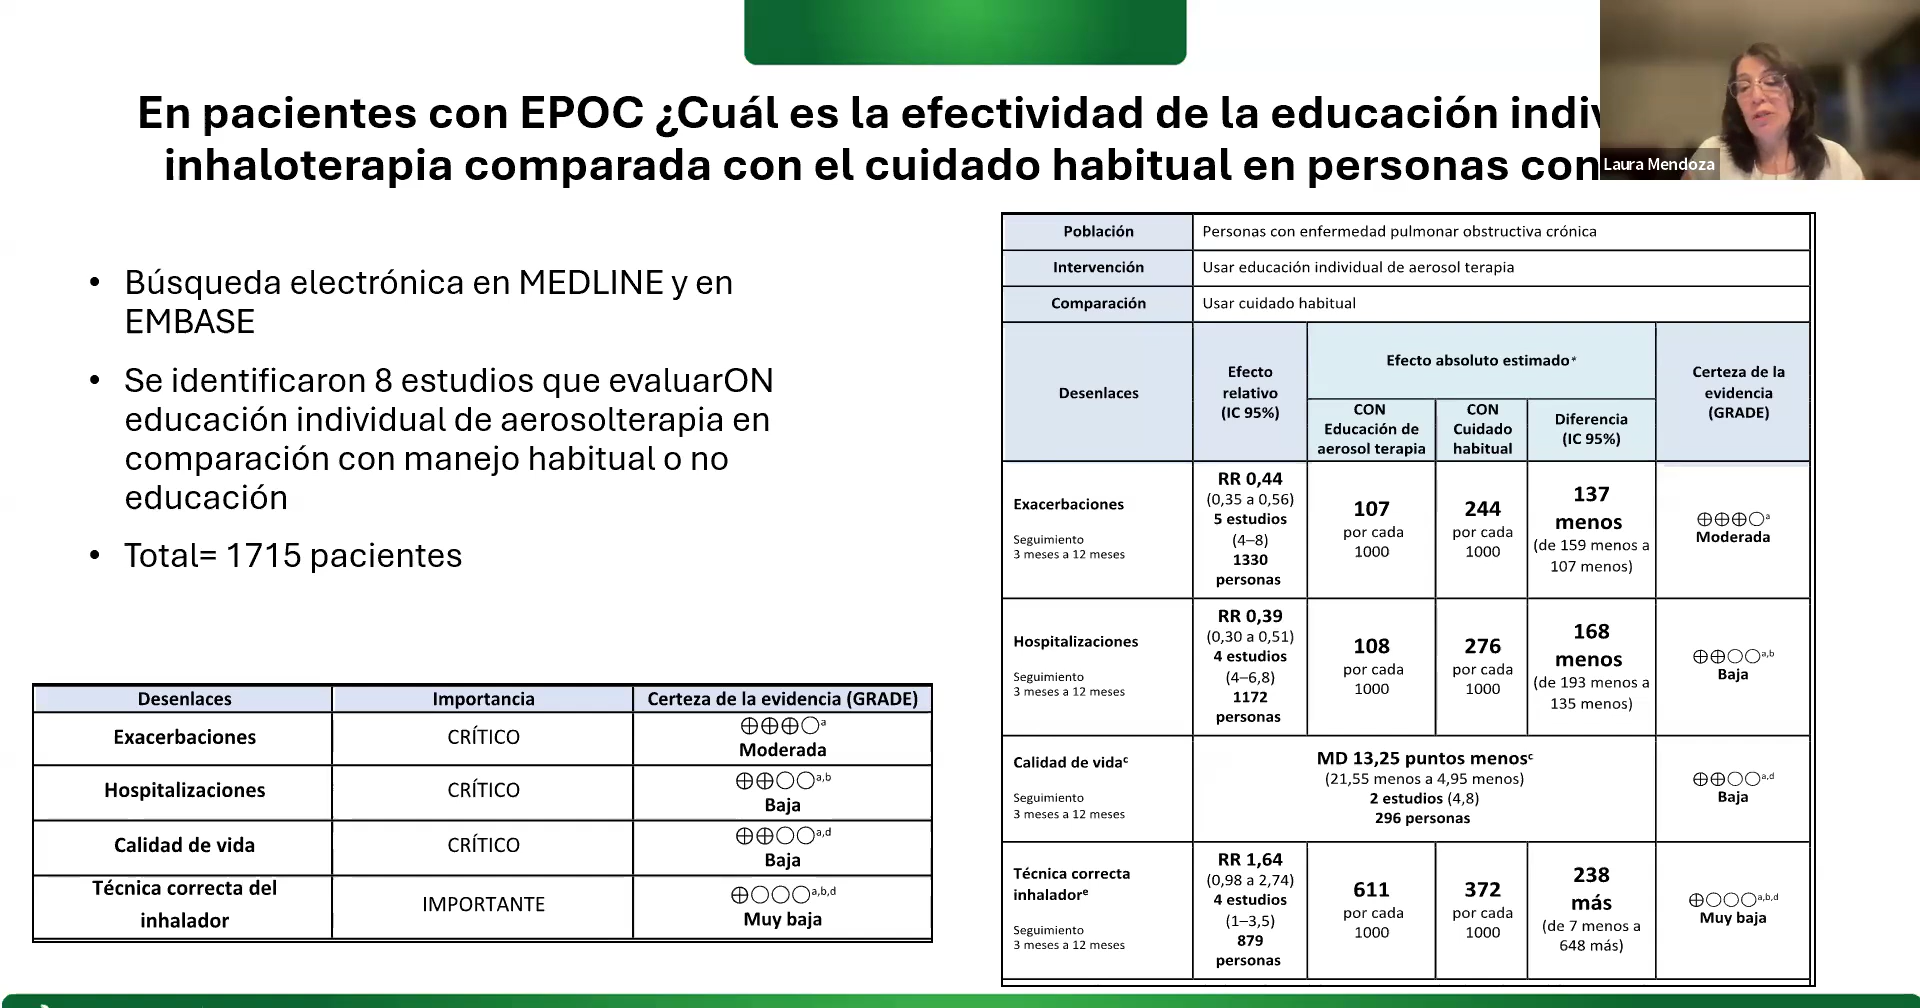 En pacientes con EPOC ¿Cuál es la efectividad de la educación
inhaloterapia comparada con el cuidado habitual en personas con
Laura Mendoza
• Búsqueda electrónica en MEDLINE y en
EMBASE
• Se identificaron 8 estudios que evaluarON
educación individual de aerosolterapia en
comparación con manejo habitual o no
educación
• Total= 1715 pacientes
Desenlaces Importancia Certeza de la evidencia (GRADE)
Exacerbaciones CRÍTICO ⊕⊕⊕◯a
Moderada
Hospitalizaciones CRÍTICO ⊕⊕◯◯a,b
Baja
Calidad de vida CRÍTICO ⊕⊕◯◯a,d
Baja
Técnica correcta del
inhalador IMPORTANTE ⊕◯◯◯a,b,d
Muy baja
Población Personas con enfermedad pulmonar obstructiva crónica
Intervención Usar educación individual de aerosol terapia
Comparación Usar cuidado habitual
Desenlaces
Efecto
relativo
(IC 95%)
Efecto absoluto estimado*
CON
Educación de
aerosol terapia
CON
Cuidado
habitual
Diferencia
(IC 95%)
Certeza de la
evidencia
(GRADE)
Exacerbaciones
Seguimiento
3 meses a 12 meses
RR 0,44
(0,35 a 0,56)
5 estudios
(4–8)
1330
personas
107
por cada
1000
244
por cada
1000
137
menos
(de 159 menos a
107 menos)
⊕⊕⊕◯a
Moderada
Hospitalizaciones
Seguimiento
3 meses a 12 meses
RR 0,39
(0,30 a 0,51)
4 estudios
(4–6,8)
1172
personas
108
por cada
1000
276
por cada
1000
168
menos
(de 193 menos a
135 menos)
⊕⊕◯◯a,b
Baja
Calidad de vidac
Seguimiento
3 meses a 12 meses
MD 13,25 puntos menosc
(21,55 menos a 4,95 menos)
2 estudios (4,8)
296 personas
⊕⊕◯◯a,d
Baja
Técnica correcta
inhaladore
Seguimiento
3 meses a 12 meses
RR 1,64
(0,98 a 2,74)
4 estudios
(1–3,5)
879
personas
611
por cada
1000
372
por cada
1000
238
más
(de 7 menos a
648 más)
⊕◯◯◯a,b,d
Muy baja